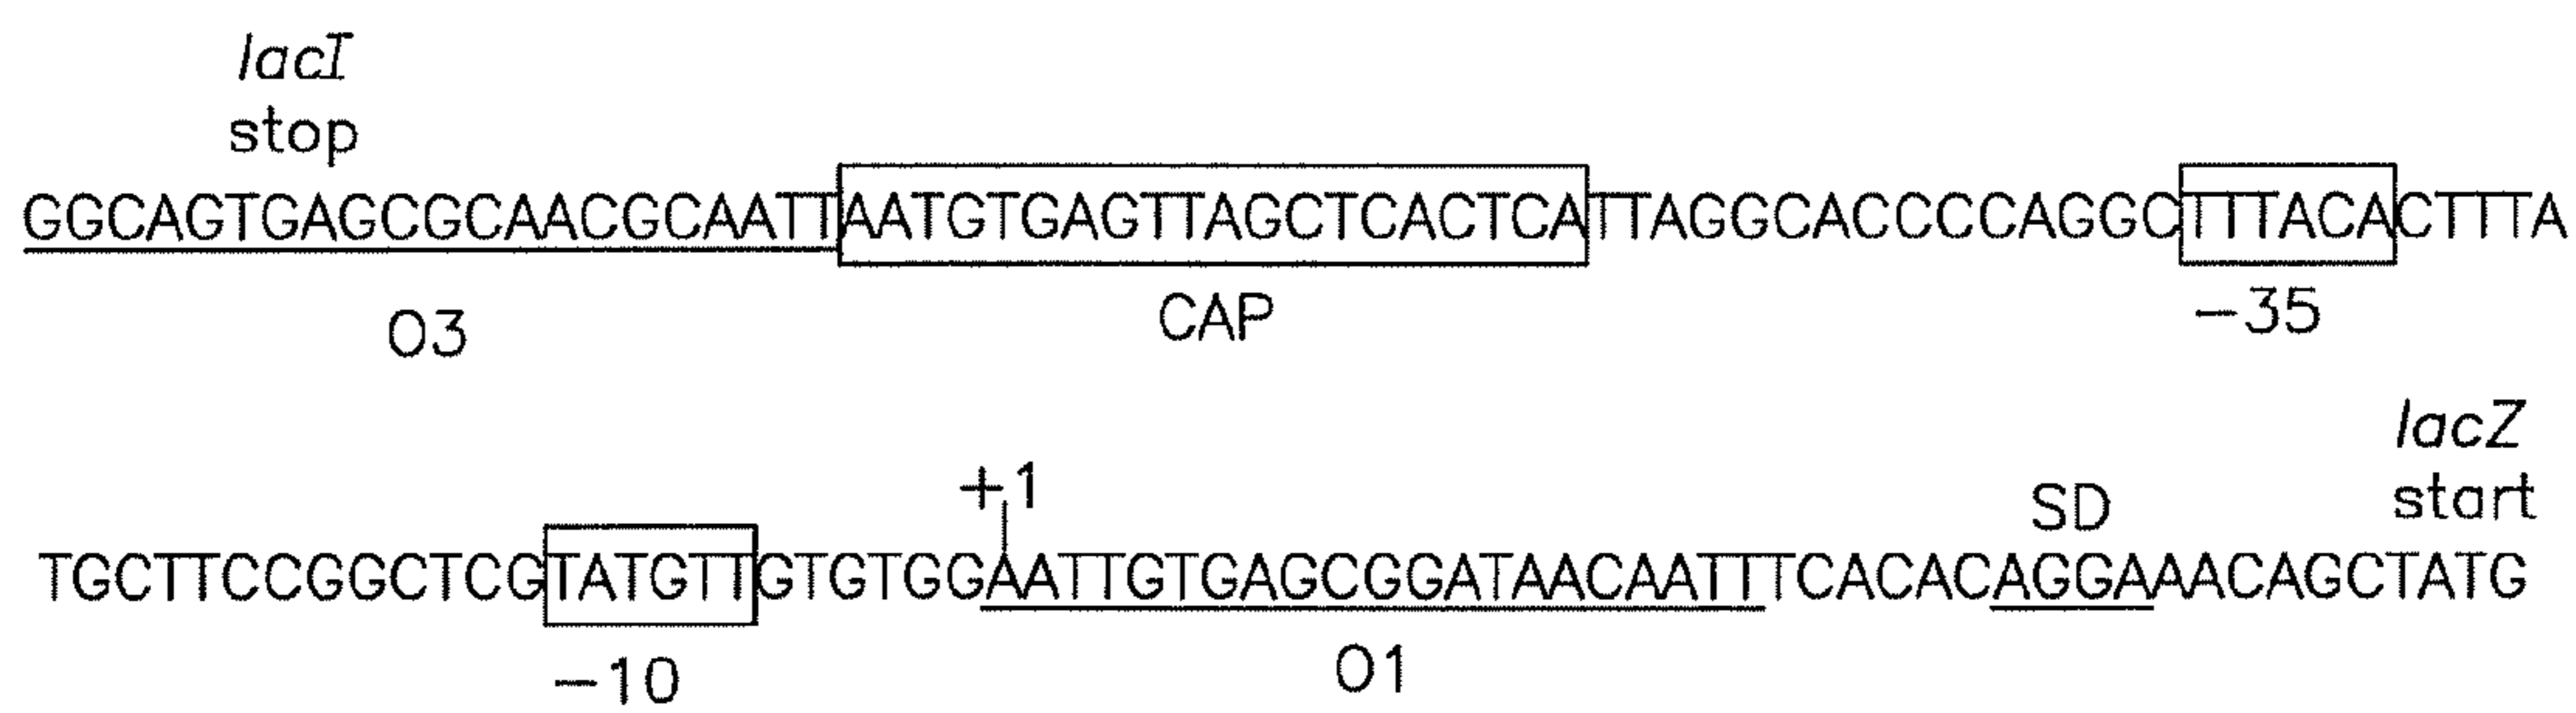 lacI
stop
GGCAGTGAGCGCAACGCAATTAATGTGAGTTAGCTCACTCATTAGGCACCCCAGGCTTTACACTTTA
O3 CAP -35
lacZ
+1 SD start
TGCTTCCGGCTCGTATGTTGTGTGGAATTGTGAGCGGATAACAATTTCACACAGGAAACAGCTATG
-10 O1